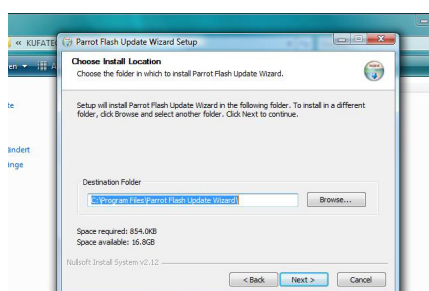 « KUFATE
Parrot Flash Update Wizard Setup
en
Choose Install Location
Choose the folder in which to install Parrot Flash Update Wizard.
Setup will install Parrot Flash Update Wizard in the following folder. To install in a different
folder, click Browse and select another folder. Click Next to continue.
te
ändert
änge
Destination Folder
C:\Program Files\Parrot Flash Update Wizard\
Browse...
Space required: 854.0KB
Space available: 16.8GB
Nullsoft Install System v2.12
< Back
Next >
Cancel